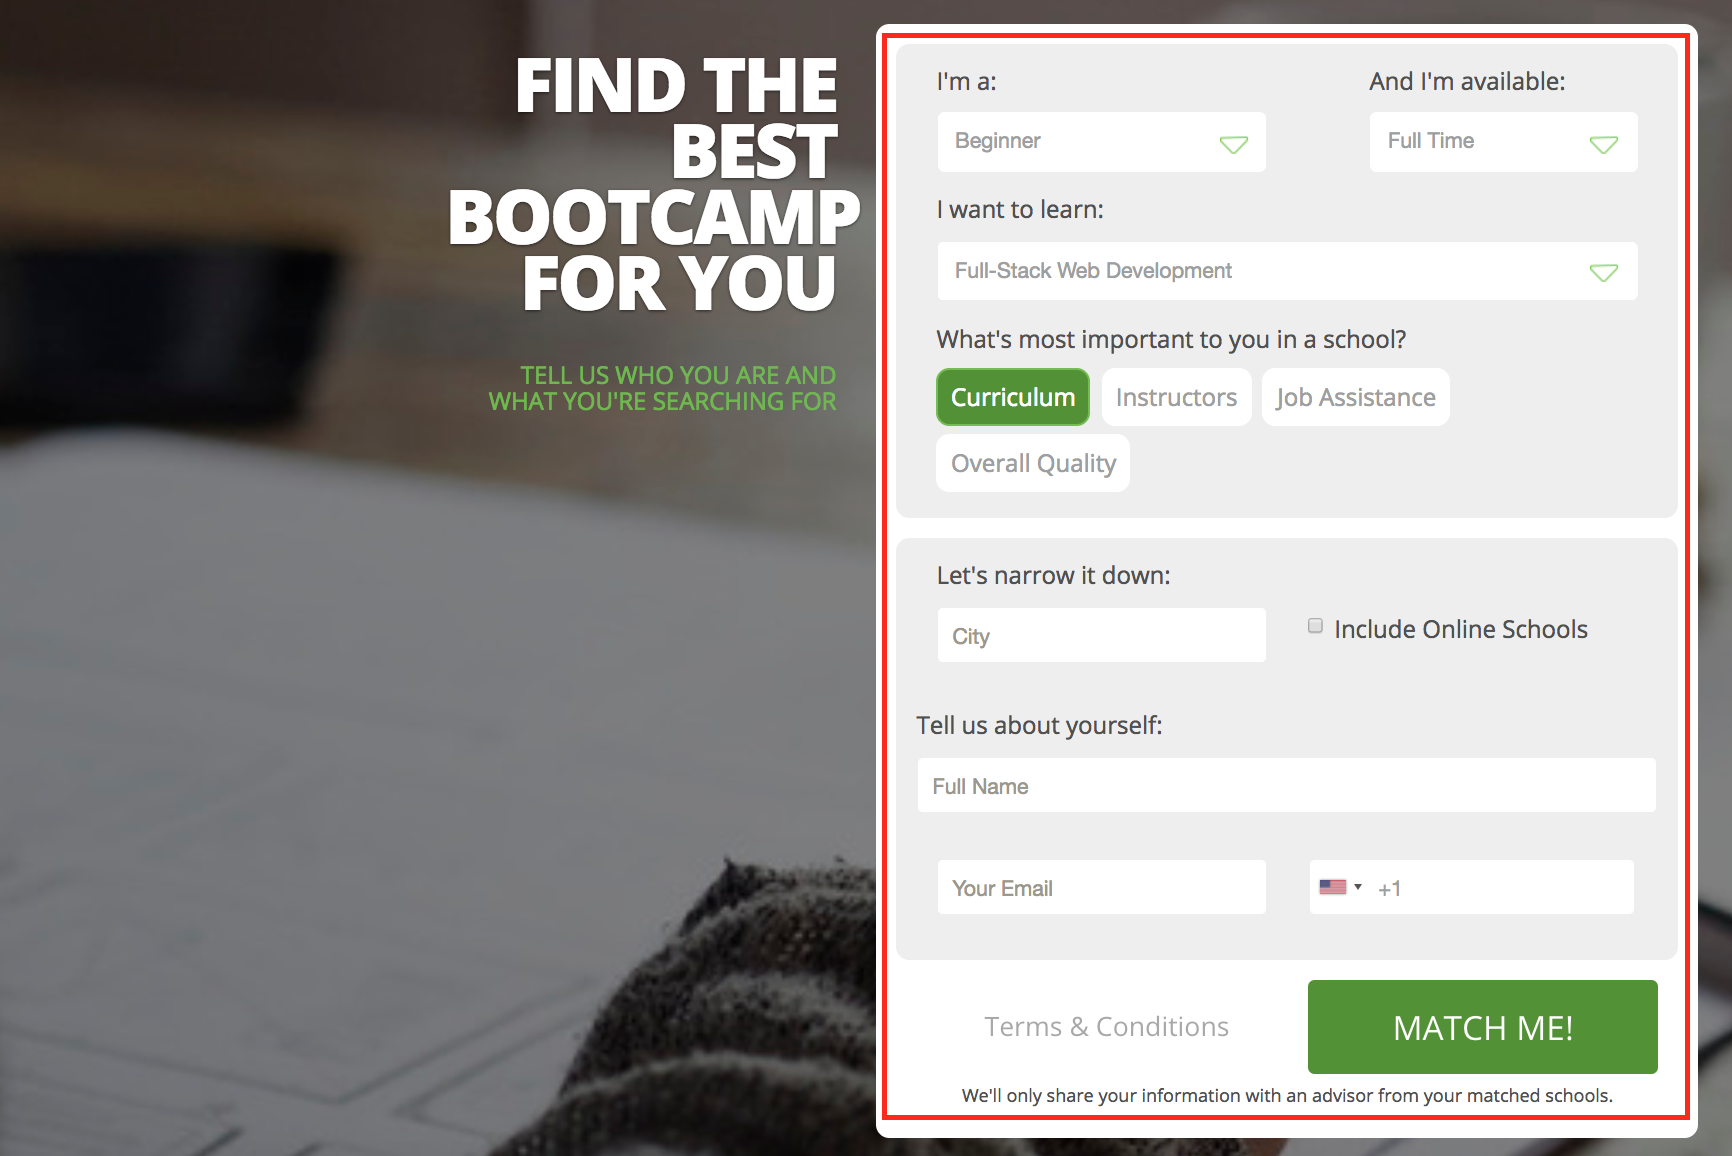 FIND THE
BEST
BOOTCAMP
FOR YOU
TELL US WHO YOU ARE AND
WHAT YOU'RE SEARCHING FOR
I'm a:
And I'm available:
Beginner
Full Time
I want to learn:
Full-Stack Web Development
What's most important to you in a school?
Curriculum
Instructors
Job Assistance
Overall Quality
Let's narrow it down:
City
Include Online Schools
Tell us about yourself:
Full Name
Your Email
+1
Terms & Conditions
MATCH ME!
We'll only share your information with an advisor from your matched schools.